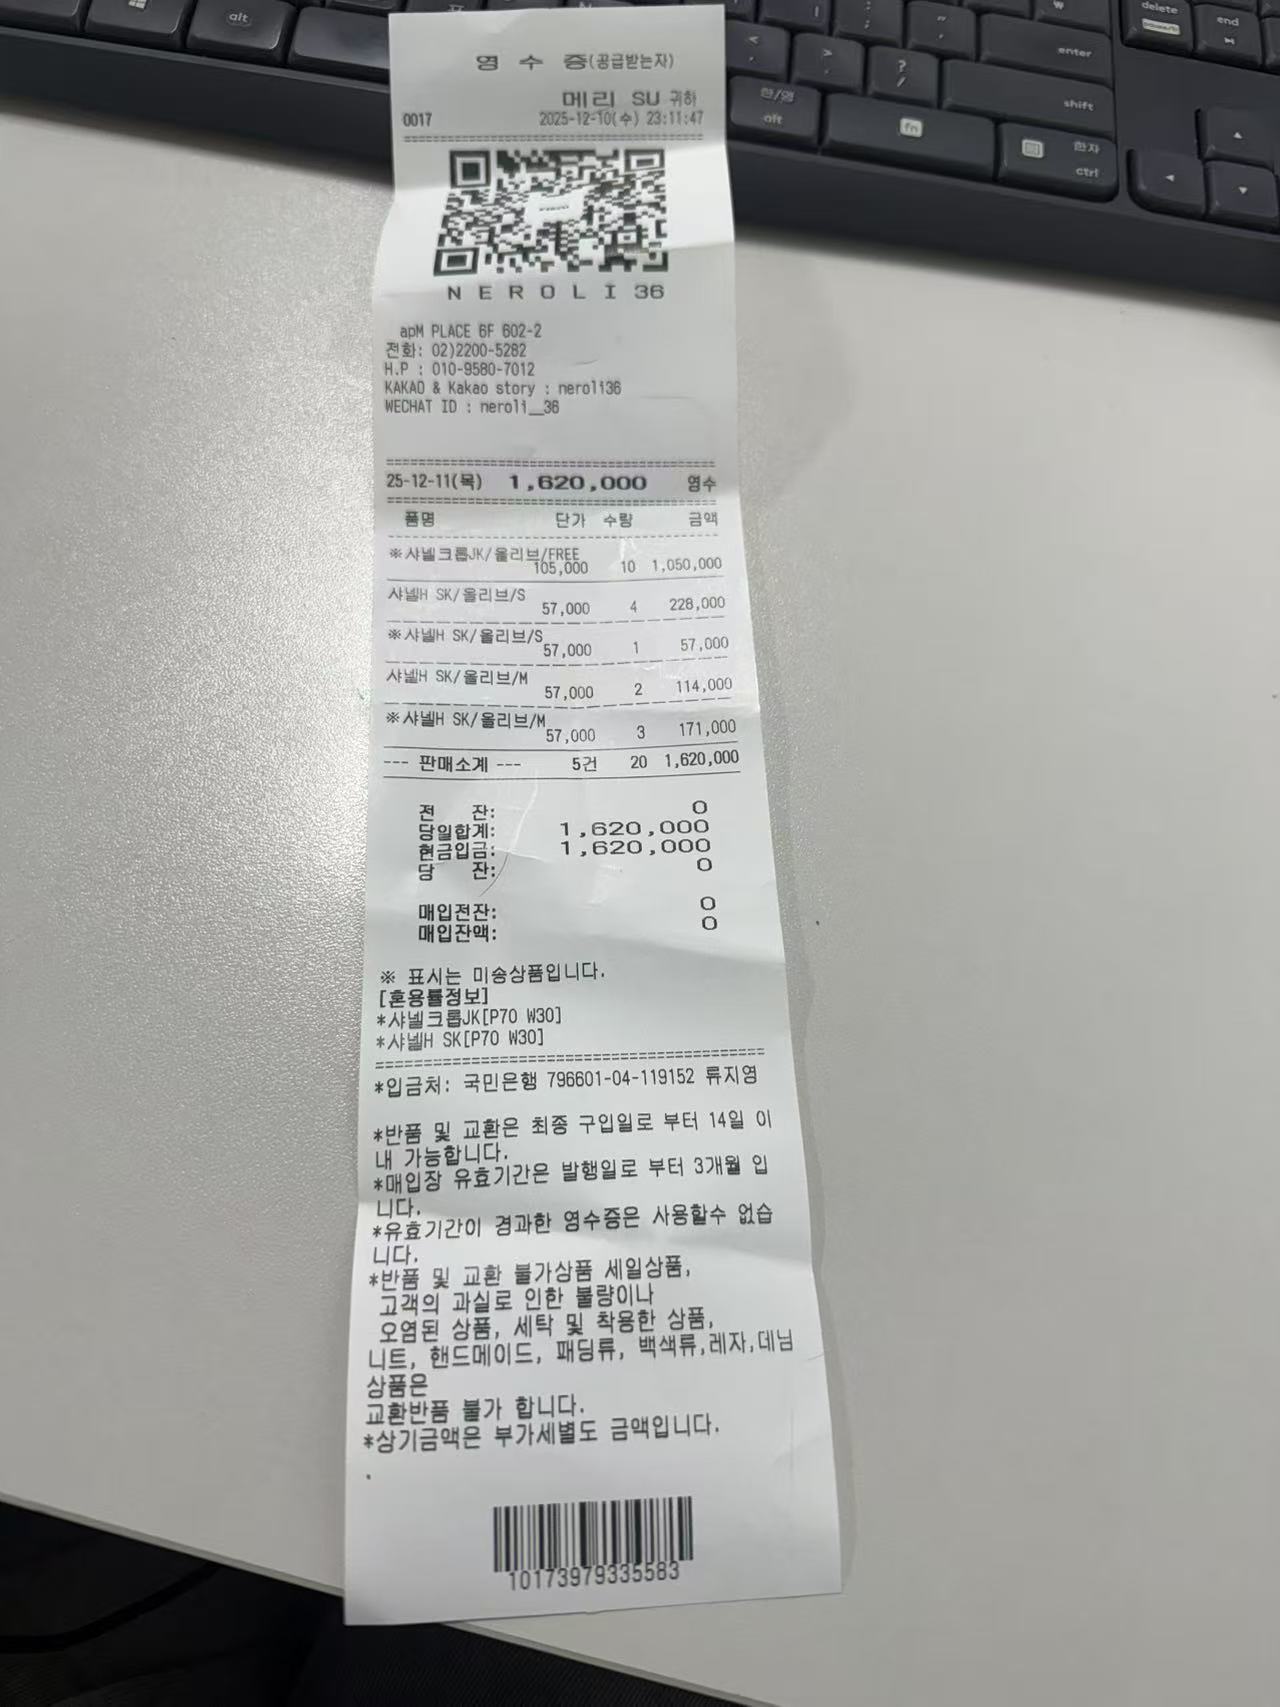 영 수 증(공급받는자)
메리 SU 귀하
0017 2025-12-10(수) 23:11:47
N E R O L I 36
apM PLACE 6F 602-2
전화: 02)2200-5282
H.P : 010-9580-7012
KAKAO & Kakao story : neroli36
WECHAT ID : neroli__36
25-12-11(목) 1,620,000 영수
품명 단가 수량 금액
※샤넬크롭JK/올리브/FREE
105,000 10 1,050,000
샤넬H SK/올리브/S
57,000 4 228,000
※샤넬H SK/올리브/S
57,000 1 57,000
샤넬H SK/올리브/M
57,000 2 114,000
※샤넬H SK/올리브/M
57,000 3 171,000
--- 판매소계 --- 5건 20 1,620,000
전 잔: 0
당일합계: 1,620,000
현금입금: 1,620,000
당 잔: 0
매입전잔: 0
매입잔액: 0
※ 표시는 미송상품입니다.
[혼용률정보]
*샤넬크롭JK[P70 W30]
*샤넬H SK[P70 W30]
*입금처: 국민은행 796601-04-119152 류지영
*반품 및 교환은 최종 구입일로 부터 14일 이
내 가능합니다.
*매입장 유효기간은 발행일로 부터 3개월 입
니다.
*유효기간이 경과한 영수증은 사용할수 없습
니다.
*반품 및 교환 불가상품 세일상품,
고객의 과실로 인한 불량이나
오염된 상품, 세탁 및 착용한 상품,
니트, 핸드메이드, 패딩류, 백색류,레자,데님
상품은
교환반품 불가 합니다.
*상기금액은 부가세별도 금액입니다.
.
10173979335583
delete
end
enter
shift
한/영
alt
fn
한자
ctrl
alt
?
/